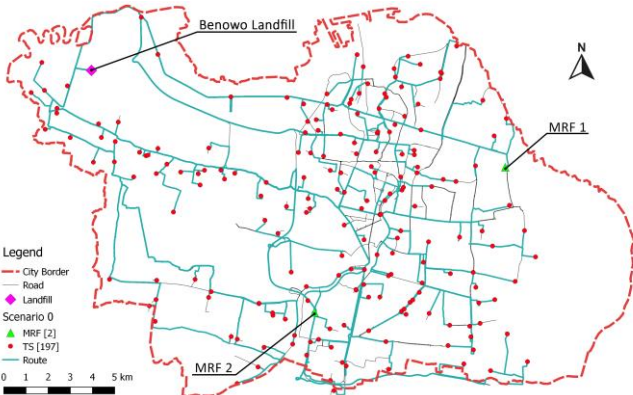 Benowo Landfill
N
MRF 1
Legend
City Border
Road
Landfill
Scenario 0
MRF [2]
TS [197]
Route
0 1 2 3 4 5 km
MRF 2